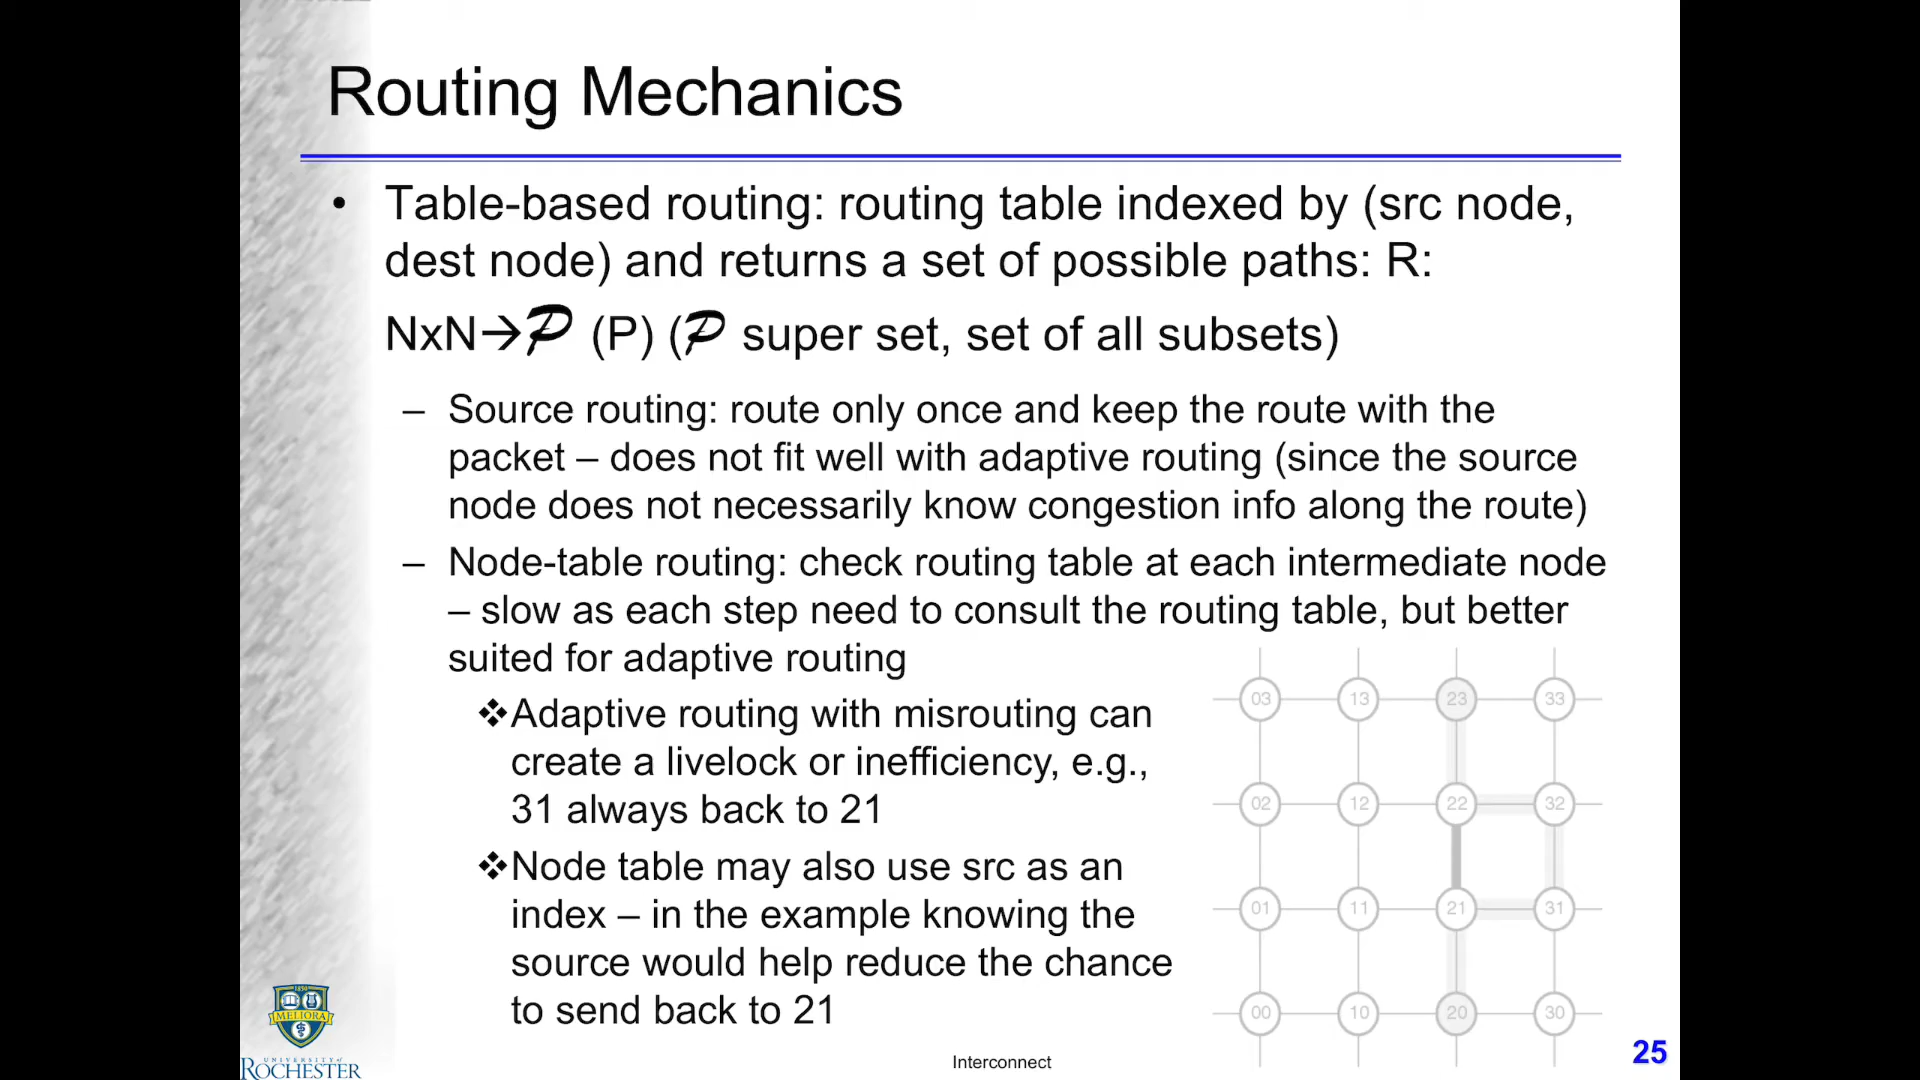 Routing Mechanics
• Table-based routing: routing table indexed by (src node,
dest node) and returns a set of possible paths: R:
NxN→𝒫 (P) (𝒫 super set, set of all subsets)
– Source routing: route only once and keep the route with the
packet – does not fit well with adaptive routing (since the source
node does not necessarily know congestion info along the route)
– Node-table routing: check routing table at each intermediate node
– slow as each step need to consult the routing table, but better
suited for adaptive routing
❖Adaptive routing with misrouting can
create a livelock or inefficiency, e.g.,
31 always back to 21
❖Node table may also use src as an
index – in the example knowing the
source would help reduce the chance
to send back to 21
03 13 23 33
02 12 22 32
01 11 21 31
00 10 20 30
1850
MELIORA
UNIVERSITY of
ROCHESTER
Interconnect
25